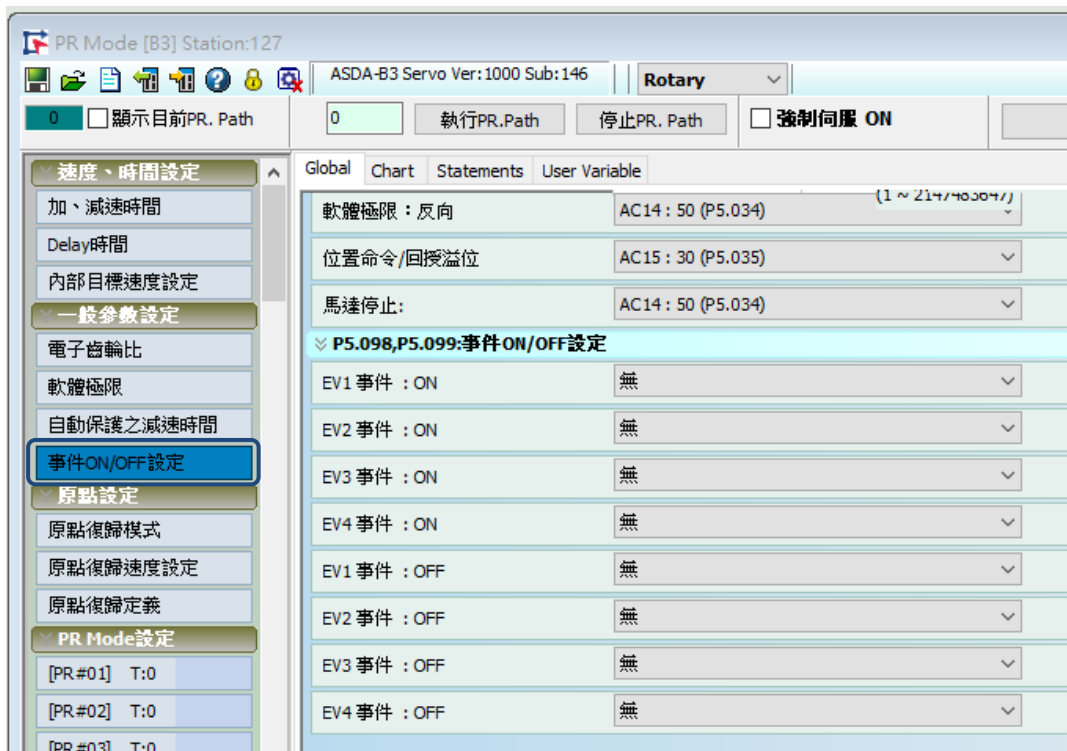 PR Mode [B3] Station:127
ASDA-B3 Servo Ver:1000 Sub:146
Rotary
0
顯示目前PR. Path
0
執行PR.Path
停止PR. Path
強制伺服 ON
速度、時間設定
加、減速時間
Delay時間
內部目標速度設定
一般參數設定
電子齒輪比
軟體極限
自動保護之減速時間
事件ON/OFF設定
原點設定
原點復歸模式
原點復歸速度設定
原點復歸定義
PR Mode設定
[PR#01] T:0
[PR#02] T:0
[PR#03] T:0
Global Chart Statements User Variable
(1 ~ 2147483647)
軟體極限：反向 AC14 : 50 (P5.034)
位置命令/回授溢位 AC15 : 30 (P5.035)
馬達停止: AC14 : 50 (P5.034)
P5.098,P5.099:事件ON/OFF設定
EV1 事件 : ON 無
EV2 事件 : ON 無
EV3 事件 : ON 無
EV4 事件 : ON 無
EV1 事件 : OFF 無
EV2 事件 : OFF 無
EV3 事件 : OFF 無
EV4 事件 : OFF 無